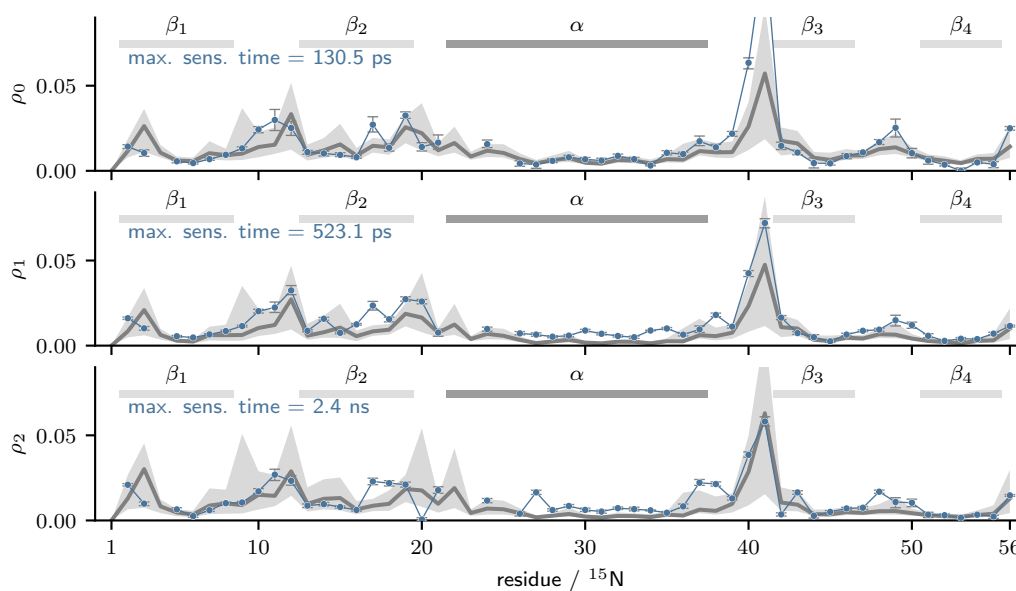 β₁ β₂ α β₃ β₄
max. sens. time = 130.5 ps
0.05
ρ₀
0.00
β₁ β₂ α β₃ β₄
max. sens. time = 523.1 ps
0.05
ρ₁
0.00
β₁ β₂ α β₃ β₄
max. sens. time = 2.4 ns
0.05
ρ₂
0.00
1 10 20 30 40 50 56
residue / ¹⁵N